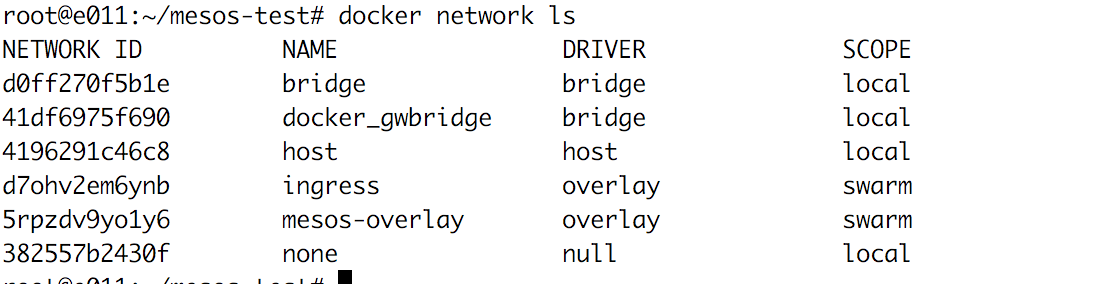 root@e011:~/mesos-test# docker network ls
NETWORK ID NAME DRIVER SCOPE
d0ff270f5b1e bridge bridge local
41df6975f690 docker_gwbridge bridge local
4196291c46c8 host host local
d7ohv2em6ynb ingress overlay swarm
5rpzdv9yo1y6 mesos-overlay overlay swarm
382557b2430f none null local
root@e011:~/mesos-test#